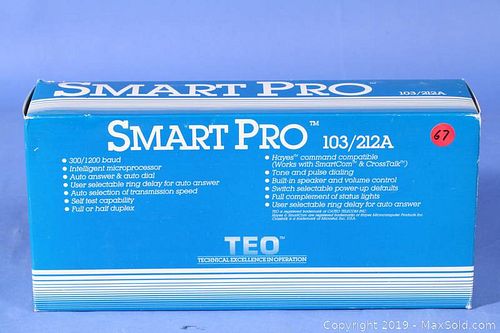 SMART PRO™ 103/212A
SMART PRO™ 103/212A
67
• 300/1200 baud
• Intelligent microprocessor
• Auto answer & auto dial
• User selectable ring delay for auto answer
• Auto selection of transmission speed
• Self test capability
• Full or half duplex
• Hayes™ command compatible
(Works with SmartCom™ & CrossTalk™)
• Tone and pulse dialing
• Built-in speaker and volume control
• Switch selectable power-up defaults
• Full complement of status lights
• User selectable ring delay for auto answer
TEO™
TECHNICAL EXCELLENCE IN OPERATION
Copyright © 2019 - MaxSold.com